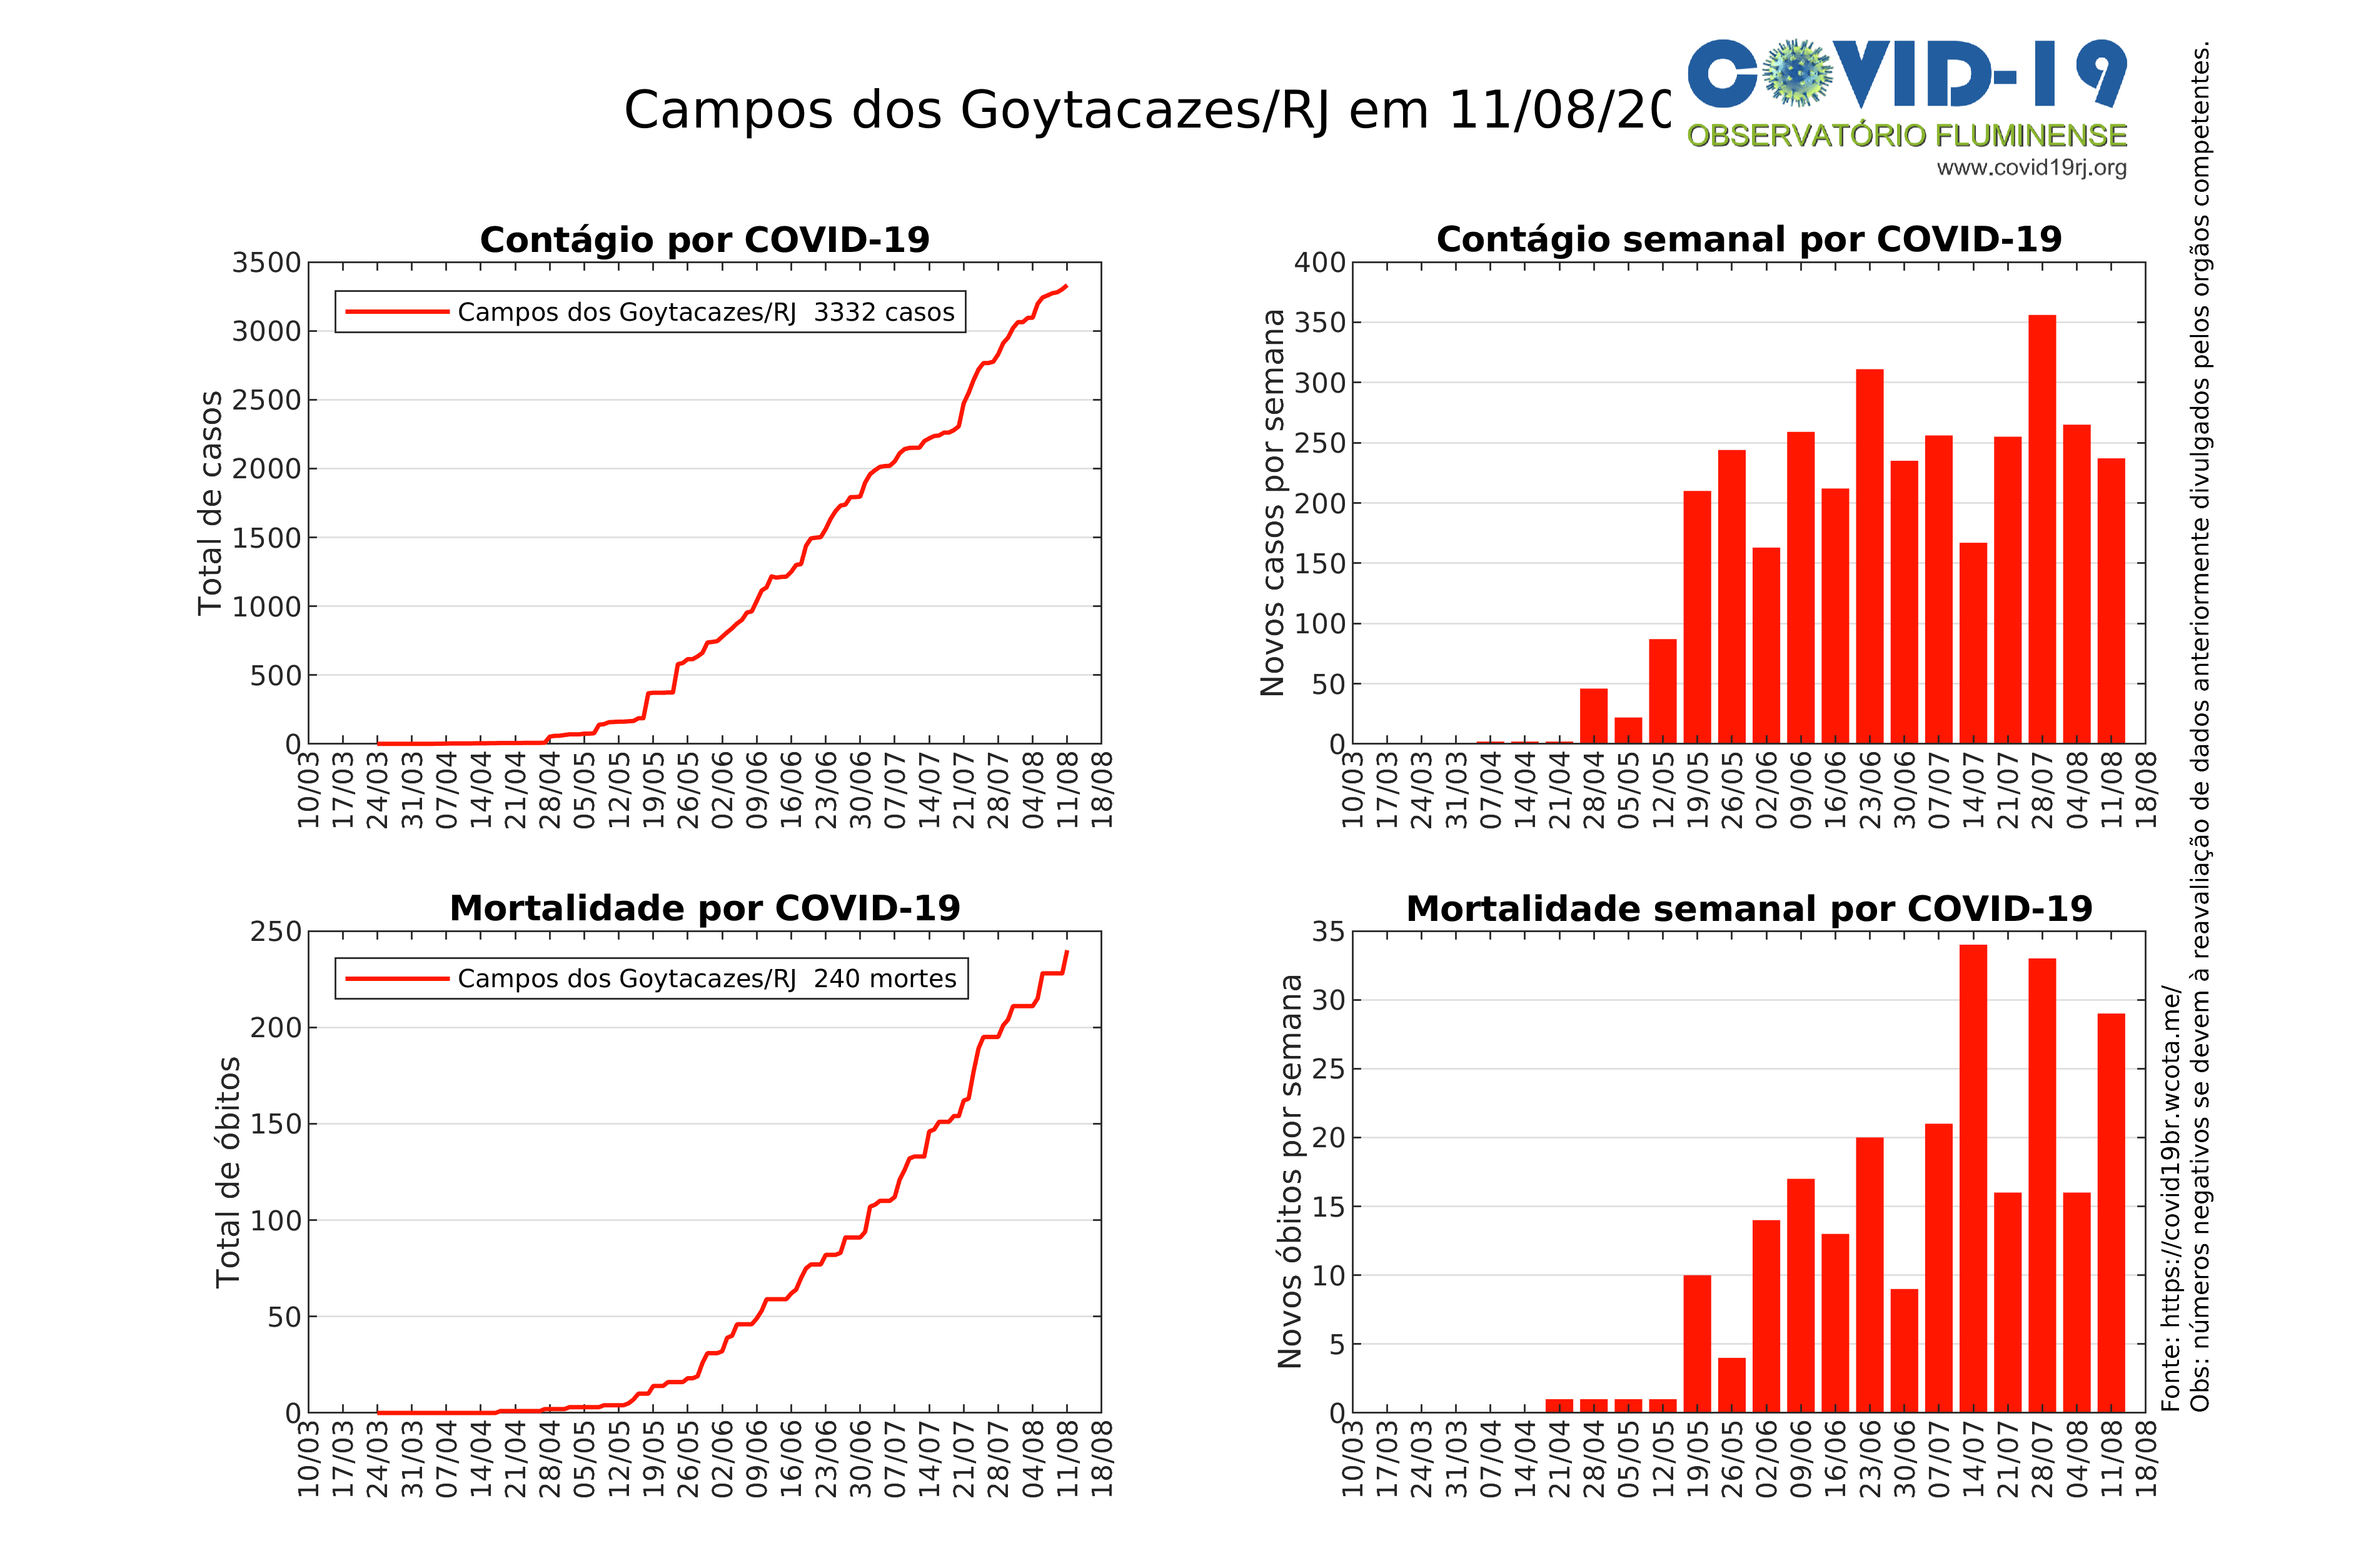 Campos dos Goytacazes/RJ em 11/08/20
COVID-19
OBSERVATÓRIO FLUMINENSE
www.covid19rj.org
Contágio por COVID-19
Total de casos
3500
3000
2500
2000
1500
1000
500
0
Campos dos Goytacazes/RJ 3332 casos
10/03 17/03 24/03 31/03 07/04 14/04 21/04 28/04 05/05 12/05 19/05 26/05 02/06 09/06 16/06 23/06 30/06 07/07 14/07 21/07 28/07 04/08 11/08 18/08
Contágio semanal por COVID-19
Novos casos por semana
400
350
300
250
200
150
100
50
0
10/03 17/03 24/03 31/03 07/04 14/04 21/04 28/04 05/05 12/05 19/05 26/05 02/06 09/06 16/06 23/06 30/06 07/07 14/07 21/07 28/07 04/08 11/08 18/08
Mortalidade por COVID-19
Total de óbitos
250
200
150
100
50
0
Campos dos Goytacazes/RJ 240 mortes
10/03 17/03 24/03 31/03 07/04 14/04 21/04 28/04 05/05 12/05 19/05 26/05 02/06 09/06 16/06 23/06 30/06 07/07 14/07 21/07 28/07 04/08 11/08 18/08
Mortalidade semanal por COVID-19
Novos óbitos por semana
35
30
25
20
15
10
5
0
10/03 17/03 24/03 31/03 07/04 14/04 21/04 28/04 05/05 12/05 19/05 26/05 02/06 09/06 16/06 23/06 30/06 07/07 14/07 21/07 28/07 04/08 11/08 18/08
Fonte: https://covid19br.wcota.me/
Obs: números negativos se devem à reavaliação de dados anteriormente divulgados pelos orgãos competentes.